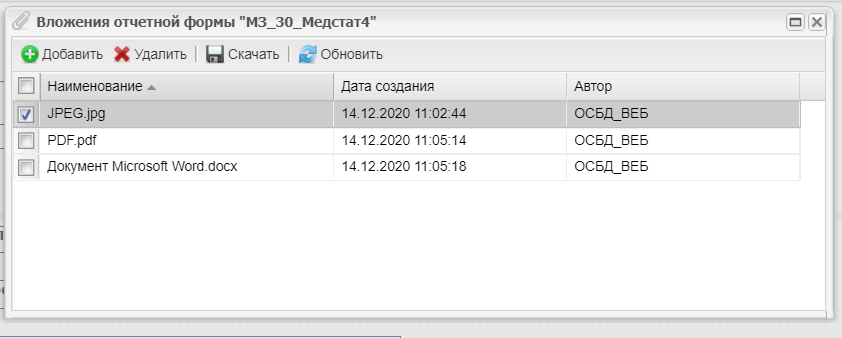 Вложения отчетной формы "МЗ_30_Медстат4"
Добавить Удалить Скачать Обновить
Наименование Дата создания Автор
JPEG.jpg 14.12.2020 11:02:44 ОСБД_ВЕБ
PDF.pdf 14.12.2020 11:05:14 ОСБД_ВЕБ
Документ Microsoft Word.docx 14.12.2020 11:05:18 ОСБД_ВЕБ